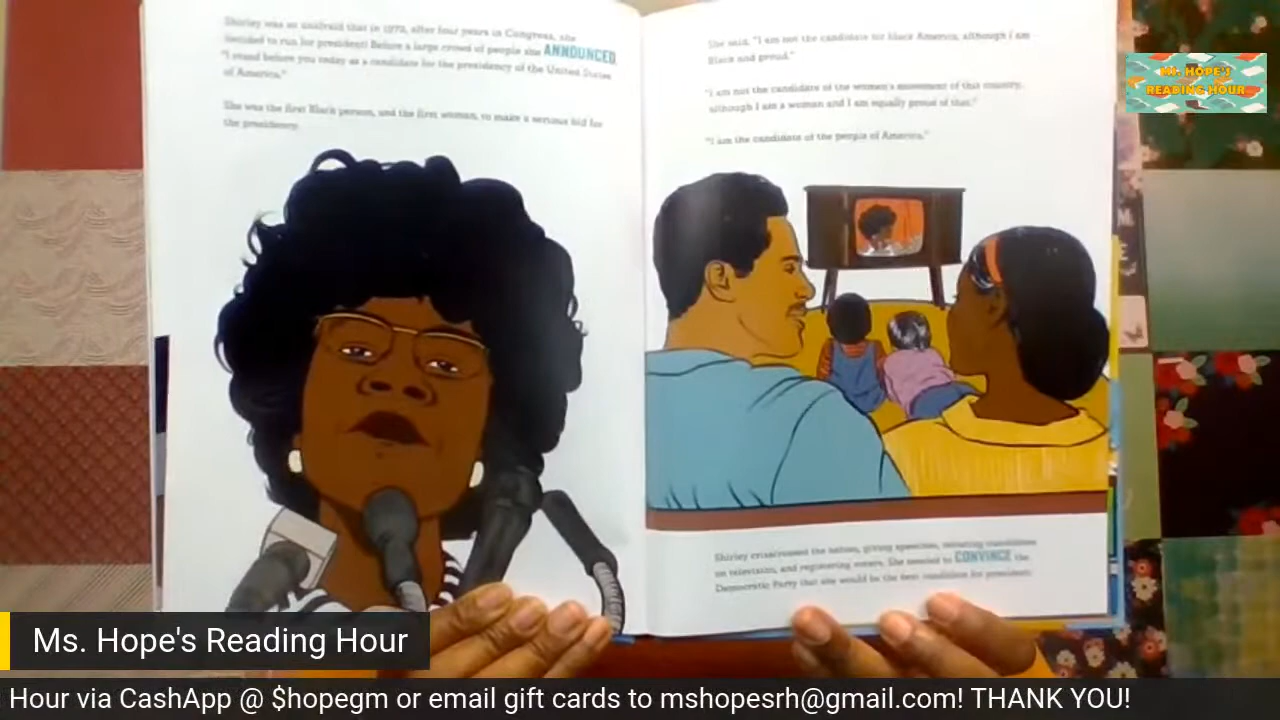 Shirley was so unafraid that in 1972, after four years in Congress, she
decided to run for president! Before a large crowd of people she ANNOUNCED,
"I stand before you today as a candidate for the presidency of the United States
of America."
She was the first Black person, and the first woman, to make a serious bid for
the presidency.
She said, "I am not the candidate for black America, although I am
Black and proud."
"I am not the candidate of the women's movement of this country,
although I am a woman and I am equally proud of that."
"I am the candidate of the people of America."
Shirley crisscrossed the nation, giving speeches, debating candidates
on television, and registering voters. She needed to CONVINCE the
Democratic Party that she would be the best candidate for president.
MS. HOPE'S
READING HOUR
M
E
Ms. Hope's Reading Hour
Hour via CashApp @ $hopegm or email gift cards to mshopesrh@gmail.com! THANK YOU!